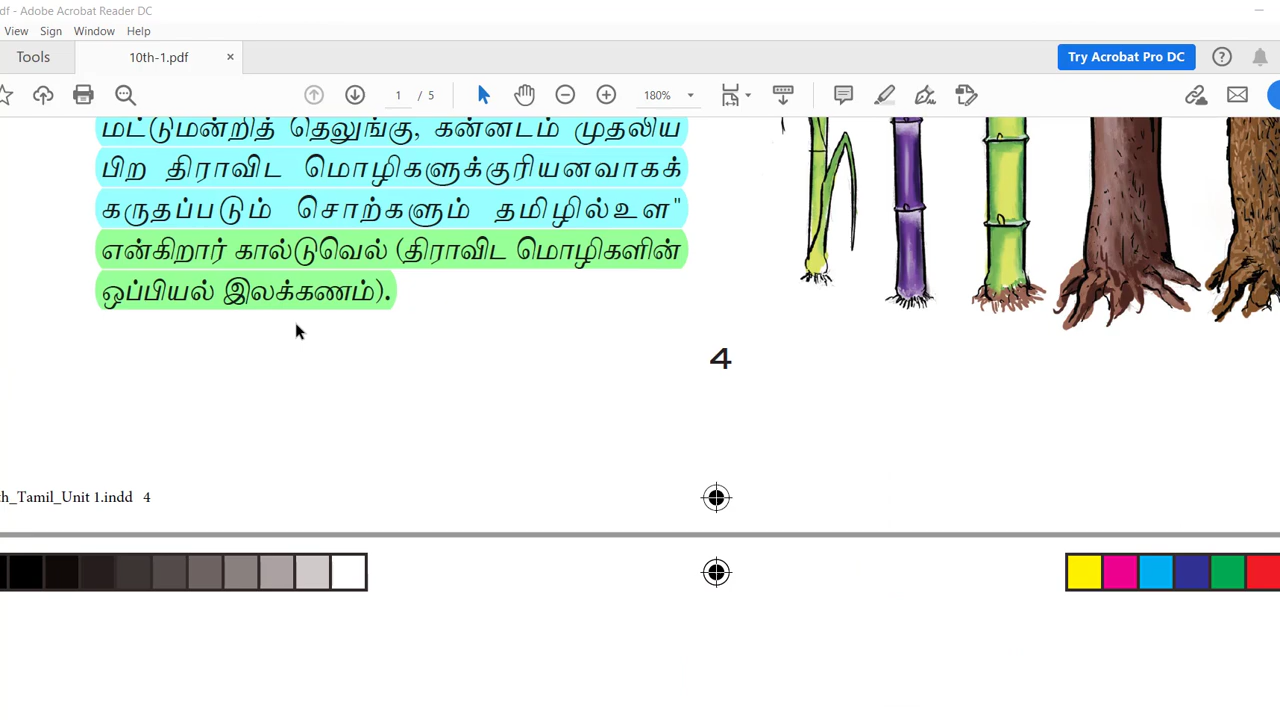 df - Adobe Acrobat Reader DC
View Sign Window Help
Tools 10th-1.pdf × Try Acrobat Pro DC ?
1 / 5 180%
மட்டுமன்றித் தெலுங்கு, கன்னடம் முதலிய
பிற திராவிட மொழிகளுக்குரியனவாகக்
கருதப்படும் சொற்களும் தமிழில்உள"
என்கிறார் கால்டுவெல் (திராவிட மொழிகளின்
ஒப்பியல் இலக்கணம்).
4
th_Tamil_Unit 1.indd 4